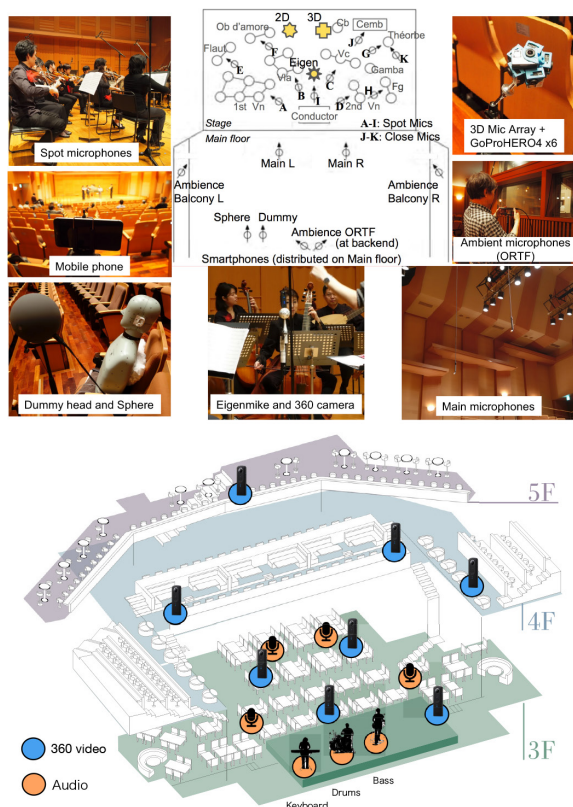 2D 3D
Ob d'amore
Cb
Cemb
Théorbe
J
K
F
G
Flaut
E
Eigen
Vc
Vla
Gamba
B
C
H
Fg
1st Vn
A
I
D
2nd Vn
Conductor
A-I: Spot Mics
J-K: Close Mics
Stage
Main floor
Main L
Main R
Ambience
Balcony L
Ambience
Balcony R
Sphere Dummy
Ambience ORTF
(at backend)
Smartphones (distributed on Main floor)
Spot microphones
Mobile phone
Dummy head and Sphere
Eigenmike and 360 camera
3D Mic Array +
GoProHERO4 x6
Ambient microphones
(ORTF)
Main microphones
5F
4F
3F
360 video
Audio
Keyboard
Drums
Bass